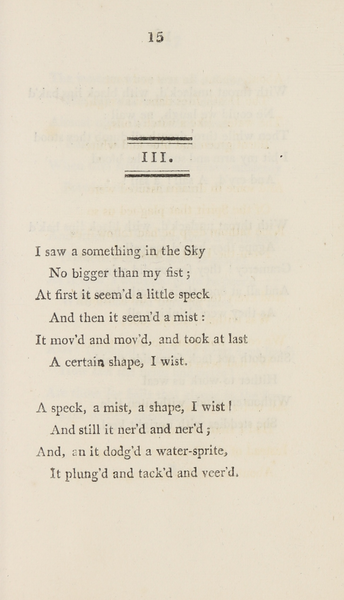 15
III.
I saw a something in the Sky
No bigger than my fist;
At first it seem'd a little speck
And then it seem'd a mist:
It mov'd and mov'd, and took at last
A certain shape, I wist.
A speck, a mist, a shape, I wist!
And still it ner'd and ner'd;
And, an it dodg'd a water-sprite,
It plung'd and tack'd and veer'd.